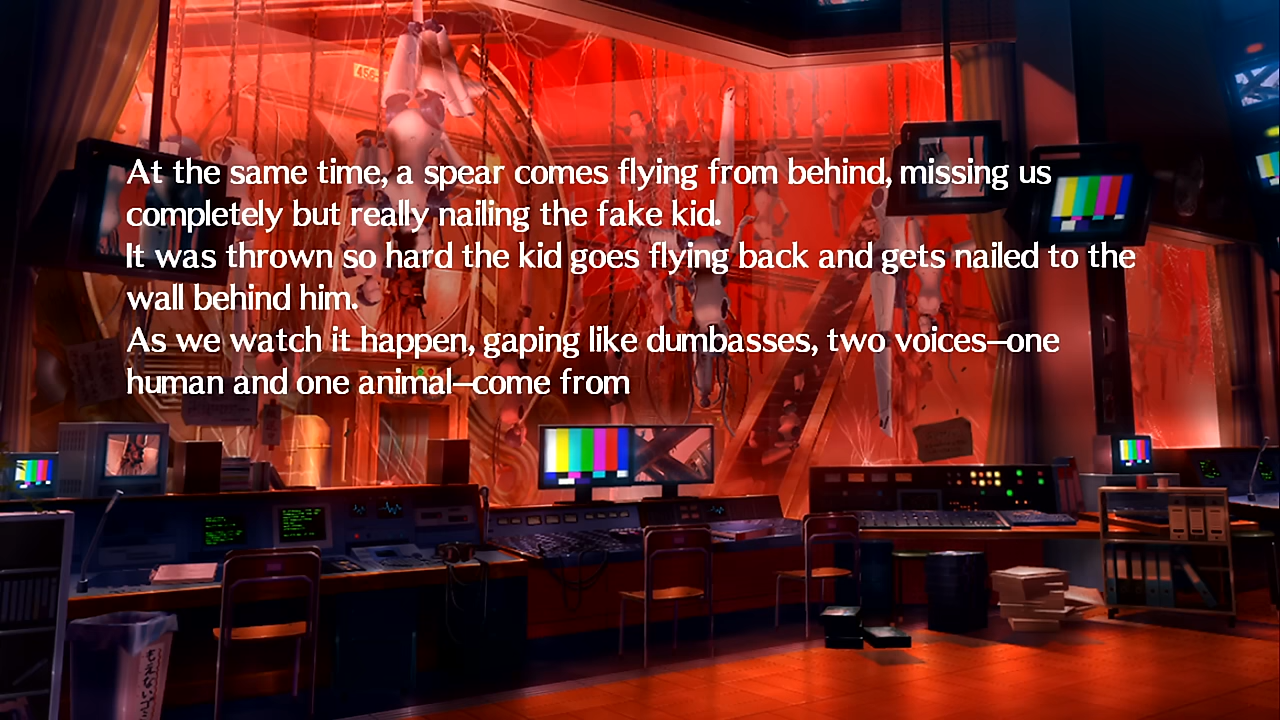 456
At the same time, a spear comes flying from behind, missing us
completely but really nailing the fake kid.
It was thrown so hard the kid goes flying back and gets nailed to the
wall behind him.
As we watch it happen, gaping like dumbasses, two voices—one
human and one animal—come from